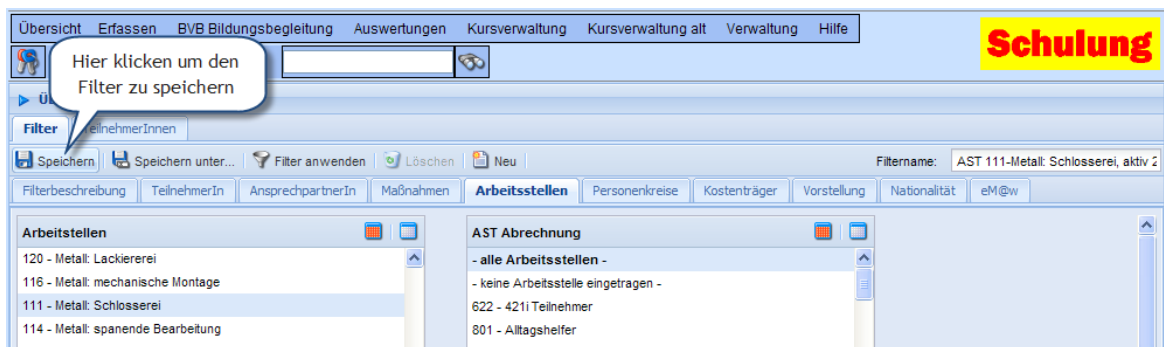 Übersicht Erfassen BVB Bildungsbegleitung Auswertungen Kursverwaltung Kursverwaltung alt Verwaltung Hilfe
Schulung
Hier klicken um den
Filter zu speichern
Filter TeilnehmerInnen
Speichern Speichern unter... Filter anwenden Löschen Neu Filtername: AST 111-Metall: Schlosserei, aktiv 2
Filterbeschreibung TeilnehmerIn AnsprechpartnerIn Maßnahmen Arbeitsstellen Personenkreise Kostenträger Vorstellung Nationalität eM@w
Arbeitstellen AST Abrechnung
120 - Metall: Lackiererei - alle Arbeitsstellen -
116 - Metall: mechanische Montage - keine Arbeitsstelle eingetragen -
111 - Metall: Schlosserei 622 - 421i Teilnehmer
114 - Metall: spanende Bearbeitung 801 - Alltagshelfer